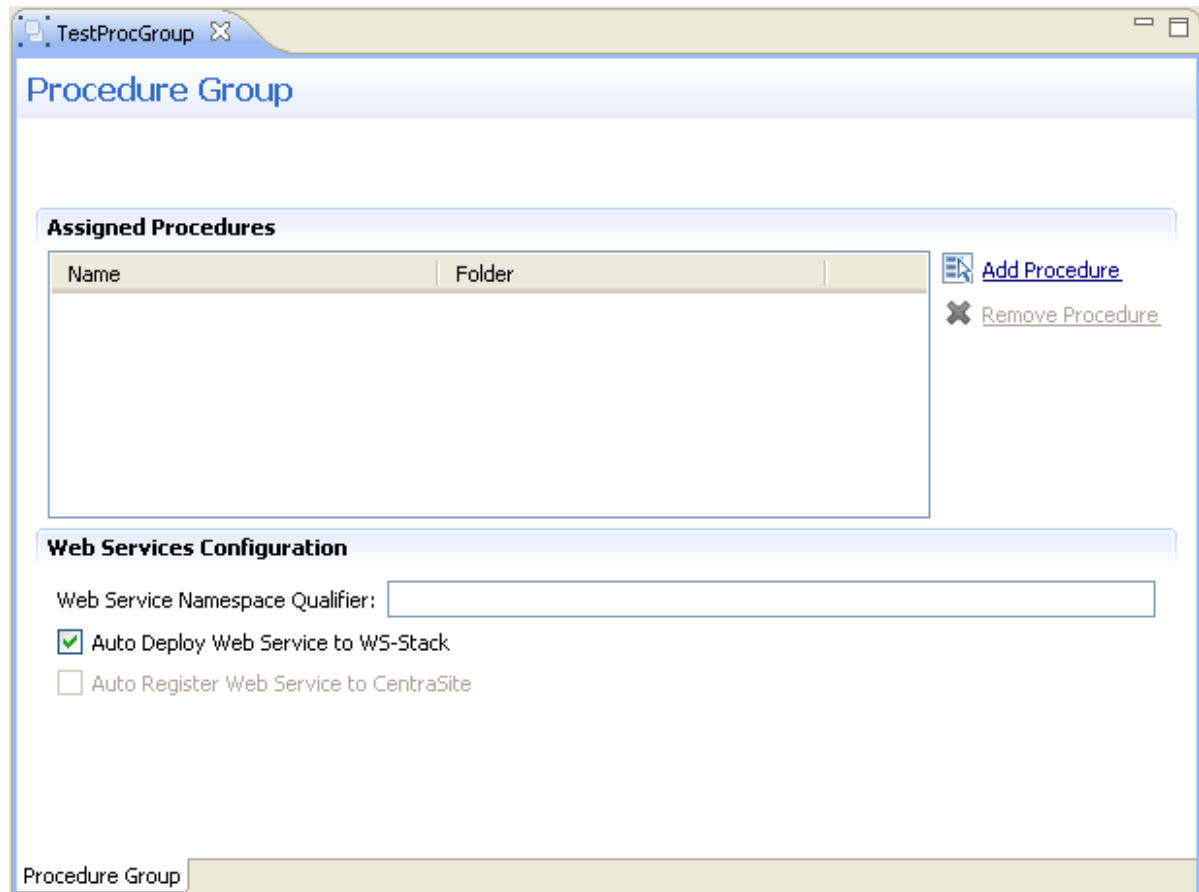 TestProcGroup
Procedure Group
Assigned Procedures
Name Folder
Add Procedure
Remove Procedure
Web Services Configuration
Web Service Namespace Qualifier:
Auto Deploy Web Service to WS-Stack
Auto Register Web Service to CentraSite
Procedure Group